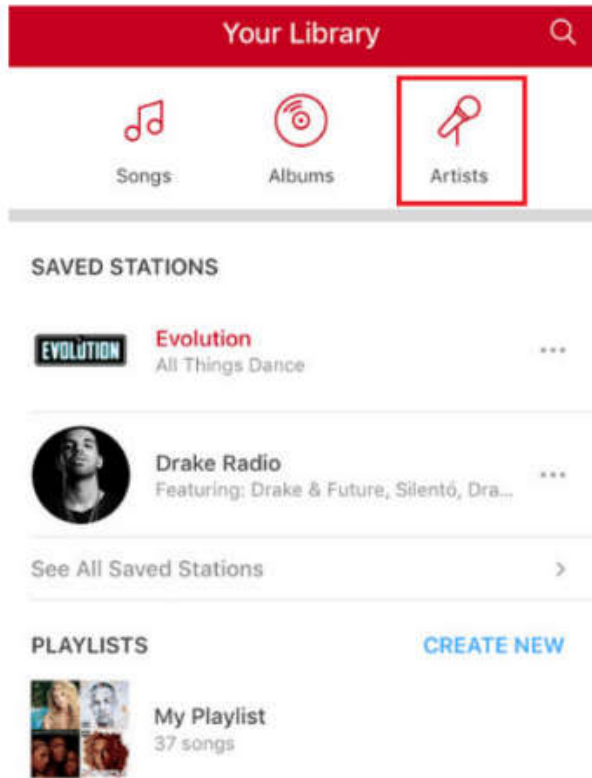 Your Library
Songs Albums Artists
SAVED STATIONS
EVOLUTION
Evolution
All Things Dance
Drake Radio
Featuring: Drake & Future, Silentó, Dra...
See All Saved Stations
PLAYLISTS CREATE NEW
My Playlist
37 songs